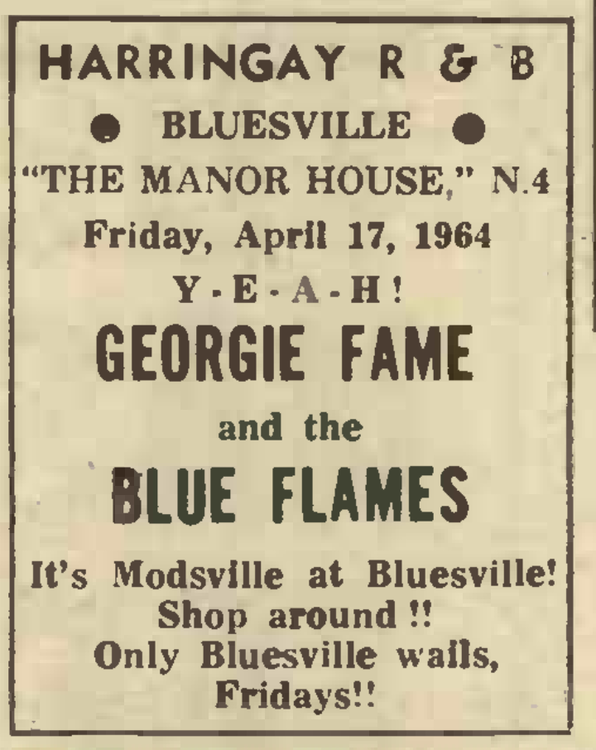 HARRINGAY R & B
● BLUESVILLE ●
“THE MANOR HOUSE,” N.4
Friday, April 17, 1964
Y-E-A-H!
GEORGIE FAME
and the
BLUE FLAMES
It's Modsville at Bluesville!
Shop around !!
Only Bluesville wails,
Fridays!!